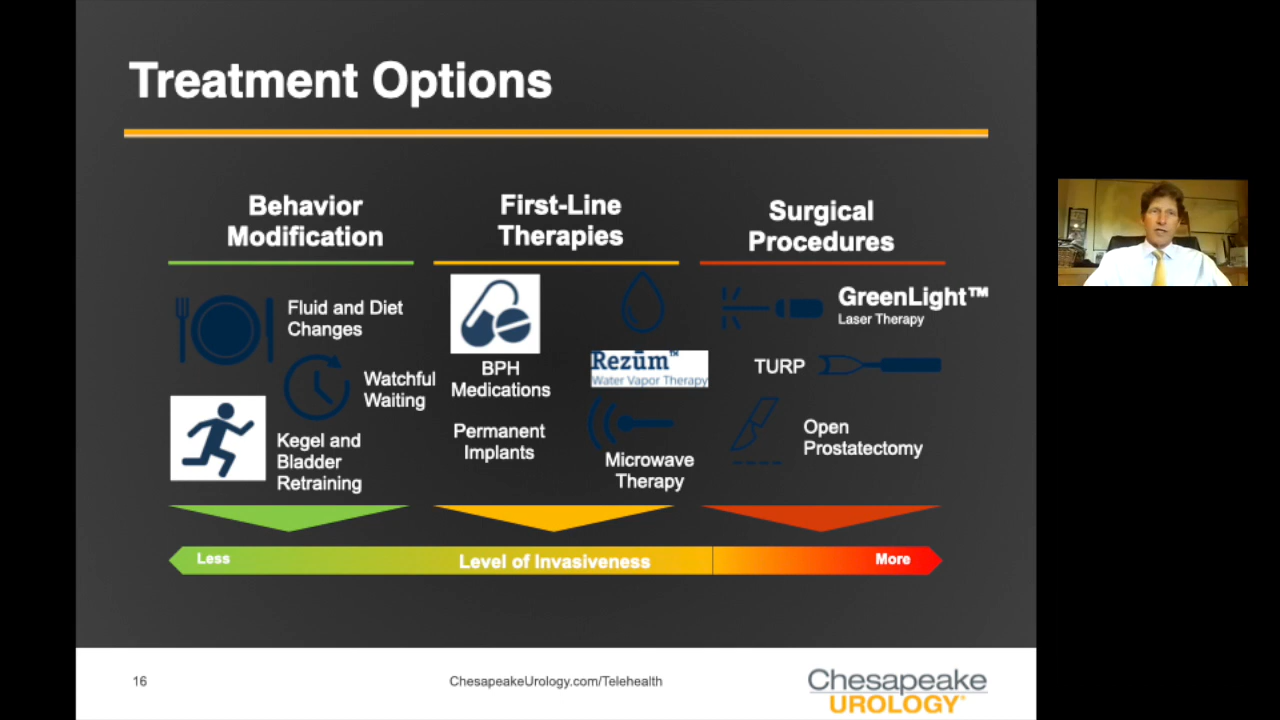 Treatment Options
Behavior
Modification
Fluid and Diet
Changes
Watchful
Waiting
Kegel and
Bladder
Retraining
First-Line
Therapies
BPH
Medications
Permanent
Implants
Rezūm™
Water Vapor Therapy
Microwave
Therapy
Surgical
Procedures
GreenLight™
Laser Therapy
TURP
Open
Prostatectomy
Less
Level of Invasiveness
More
16
ChesapeakeUrology.com/Telehealth
Chesapeake
UROLOGY®